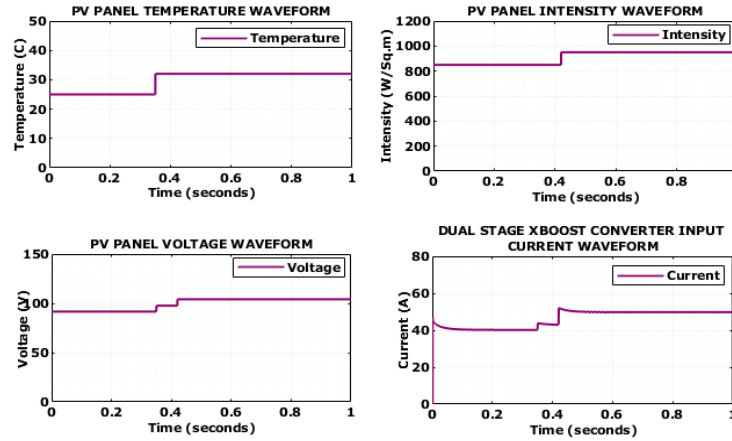 PV PANEL TEMPERATURE WAVEFORM
50
40
30
20
10
0
Temperature (C)
Temperature
0 0.2 0.4 0.6 0.8 1
Time (seconds)
PV PANEL INTENSITY WAVEFORM
1200
1000
800
600
400
200
0
Intensity (W/Sq.m)
Intensity
0 0.2 0.4 0.6 0.8
Time (seconds)
PV PANEL VOLTAGE WAVEFORM
150
100
50
0
Voltage (V)
Voltage
0 0.2 0.4 0.6 0.8 1
Time (seconds)
DUAL STAGE XBOOST CONVERTER INPUT
CURRENT WAVEFORM
80
60
40
20
0
Current (A)
Current
0 0.2 0.4 0.6 0.8 1
Time (seconds)